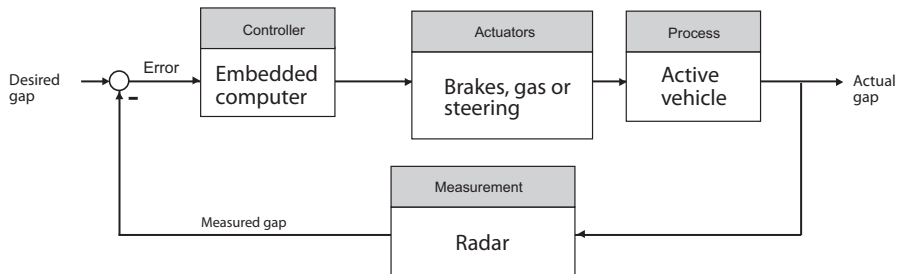 Desired
gap
Error
-
Controller
Embedded
computer
Actuators
Brakes, gas or
steering
Process
Active
vehicle
Actual
gap
Measurement
Radar
Measured gap